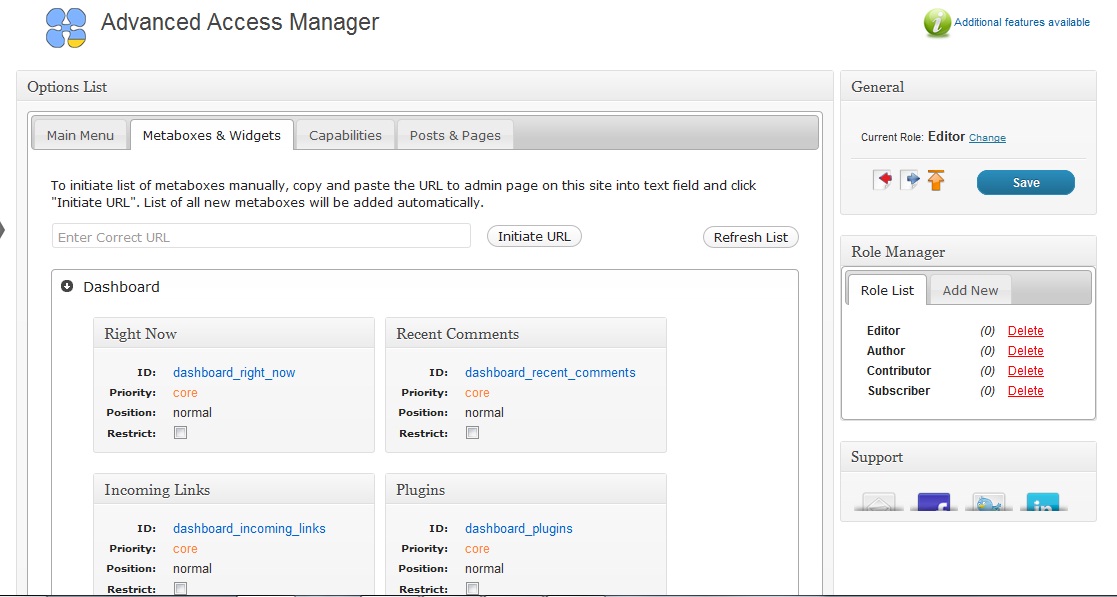 Advanced Access Manager
Additional features available
Options List
Main Menu
Metaboxes & Widgets
Capabilities
Posts & Pages
To initiate list of metaboxes manually, copy and paste the URL to admin page on this site into text field and click
"Initiate URL". List of all new metaboxes will be added automatically.
Enter Correct URL
Initiate URL
Refresh List
Dashboard
Right Now
ID: dashboard_right_now
Priority: core
Position: normal
Restrict:
Recent Comments
ID: dashboard_recent_comments
Priority: core
Position: normal
Restrict:
Incoming Links
ID: dashboard_incoming_links
Priority: core
Position: normal
Restrict:
Plugins
ID: dashboard_plugins
Priority: core
Position: normal
Restrict:
General
Current Role: Editor Change
Save
Role Manager
Role List
Add New
Editor (0) Delete
Author (0) Delete
Contributor (0) Delete
Subscriber (0) Delete
Support
f
in